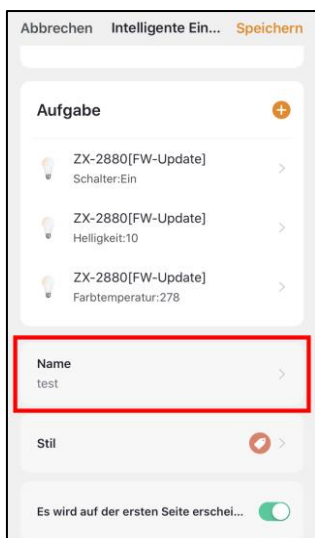 Abbrechen Intelligente Ein... Speichern
Aufgabe
ZX-2880[FW-Update]
Schalter:Ein
ZX-2880[FW-Update]
Helligkeit:10
ZX-2880[FW-Update]
Farbtemperatur:278
Name
test
Stil
Es wird auf der ersten Seite erschei...